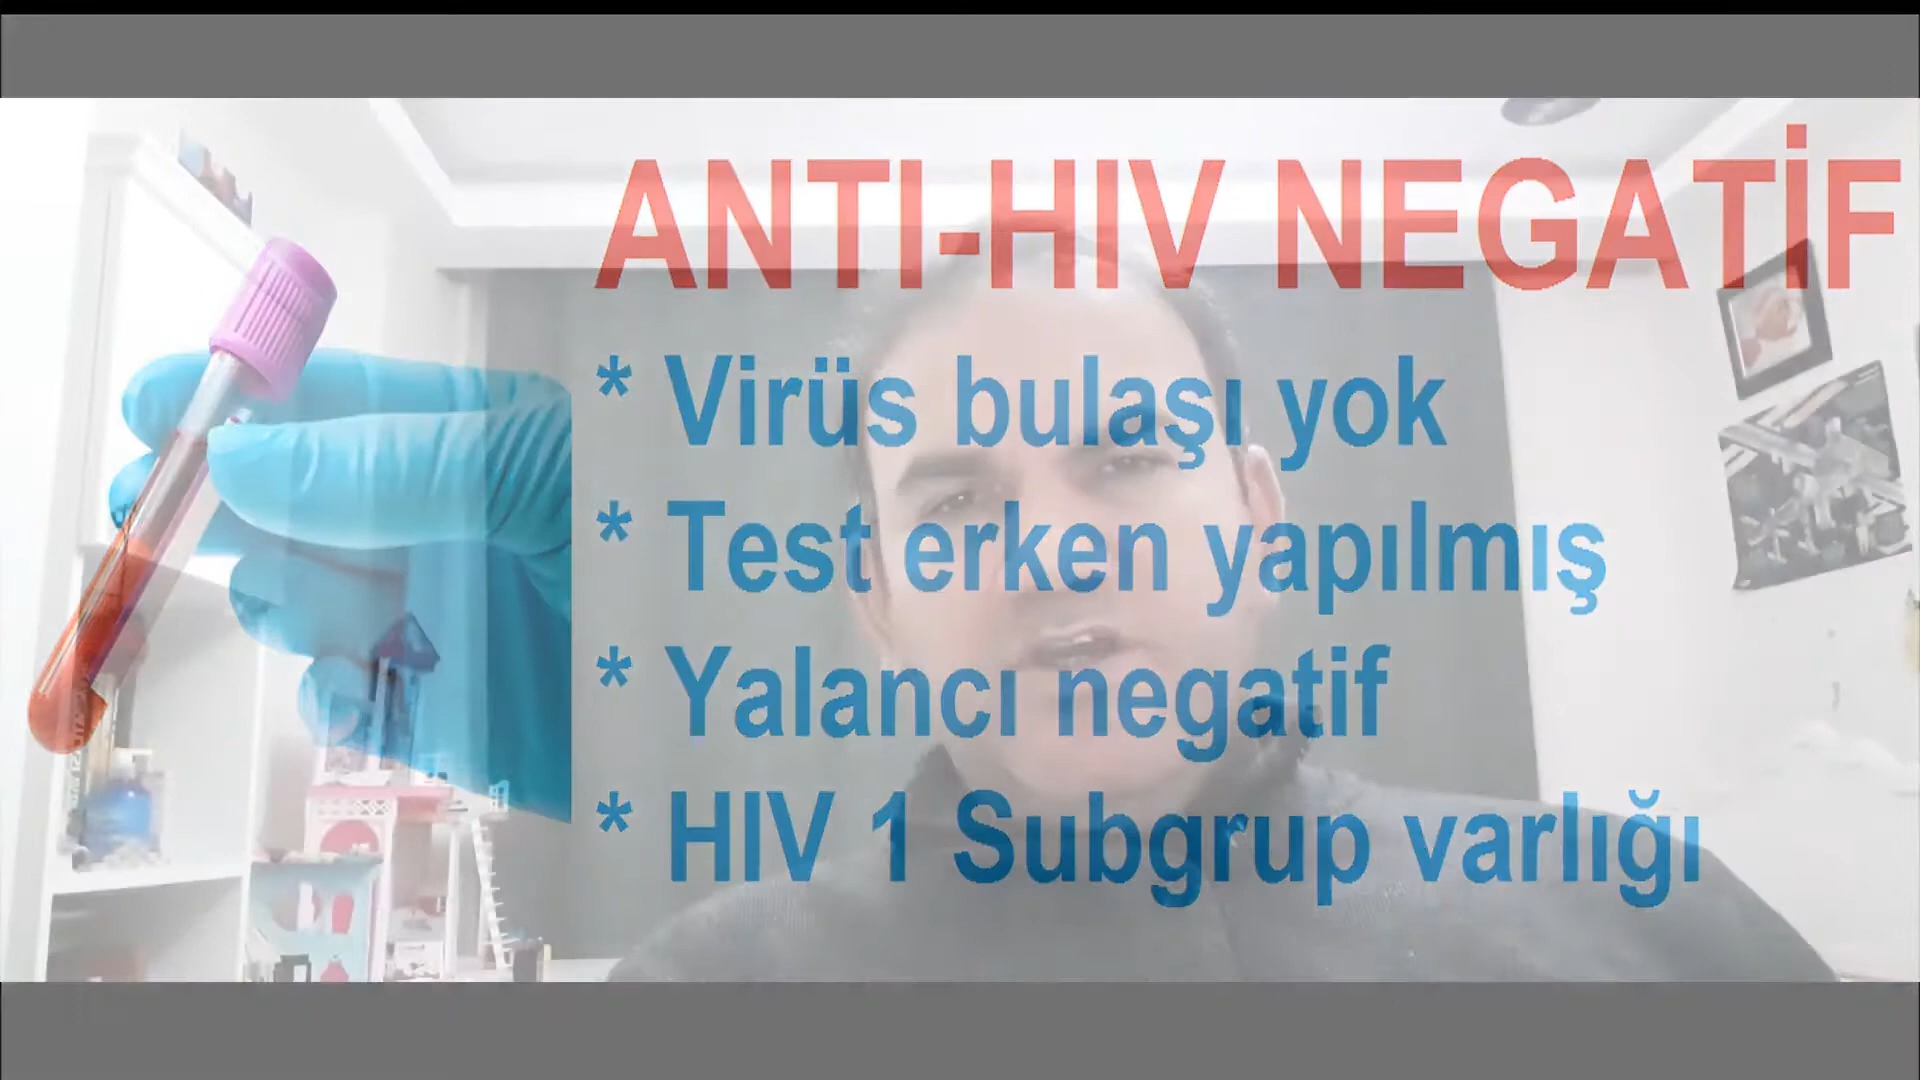 ANTI-HIV NEGATİF
* Virüs bulaşı yok
* Test erken yapılmış
* Yalancı negatif
* HIV 1 Subgrup varlığı